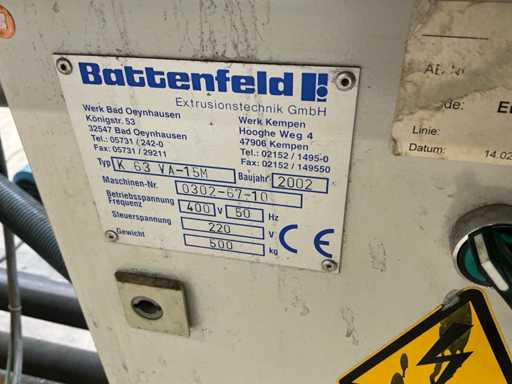 Battenfeld
Extrusionstechnik GmbH
Werk Bad Oeynhausen
Königstr. 53
32547 Bad Oeynhausen
Tel.: 05731 / 242-0
Fax: 05731 / 29211
Werk Kempen
Hooghe Weg 4
47906 Kempen
Tel.: 02152 / 1495-0
Fax: 02152 / 149550
Typ K 63 VA-15M Baujahr 2002
Maschinen-Nr. 0302-67-10
Betriebsspannung
Frequenz 400 V 50 Hz
Steuerspannung 220 V
Gewicht 500 kg
CE
Linie:
Datum: 14.02